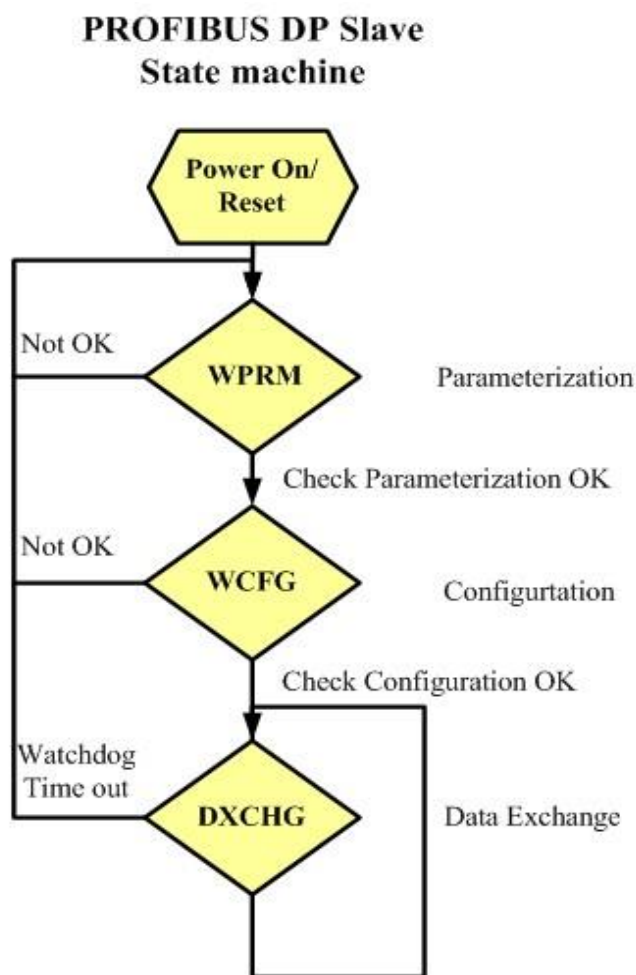 PROFIBUS DP Slave
State machine
Power On/
Reset
Not OK
WPRM
Parameterization
Check Parameterization OK
Not OK
WCFG
Configurtation
Check Configuration OK
Watchdog
Time out
DXCHG
Data Exchange